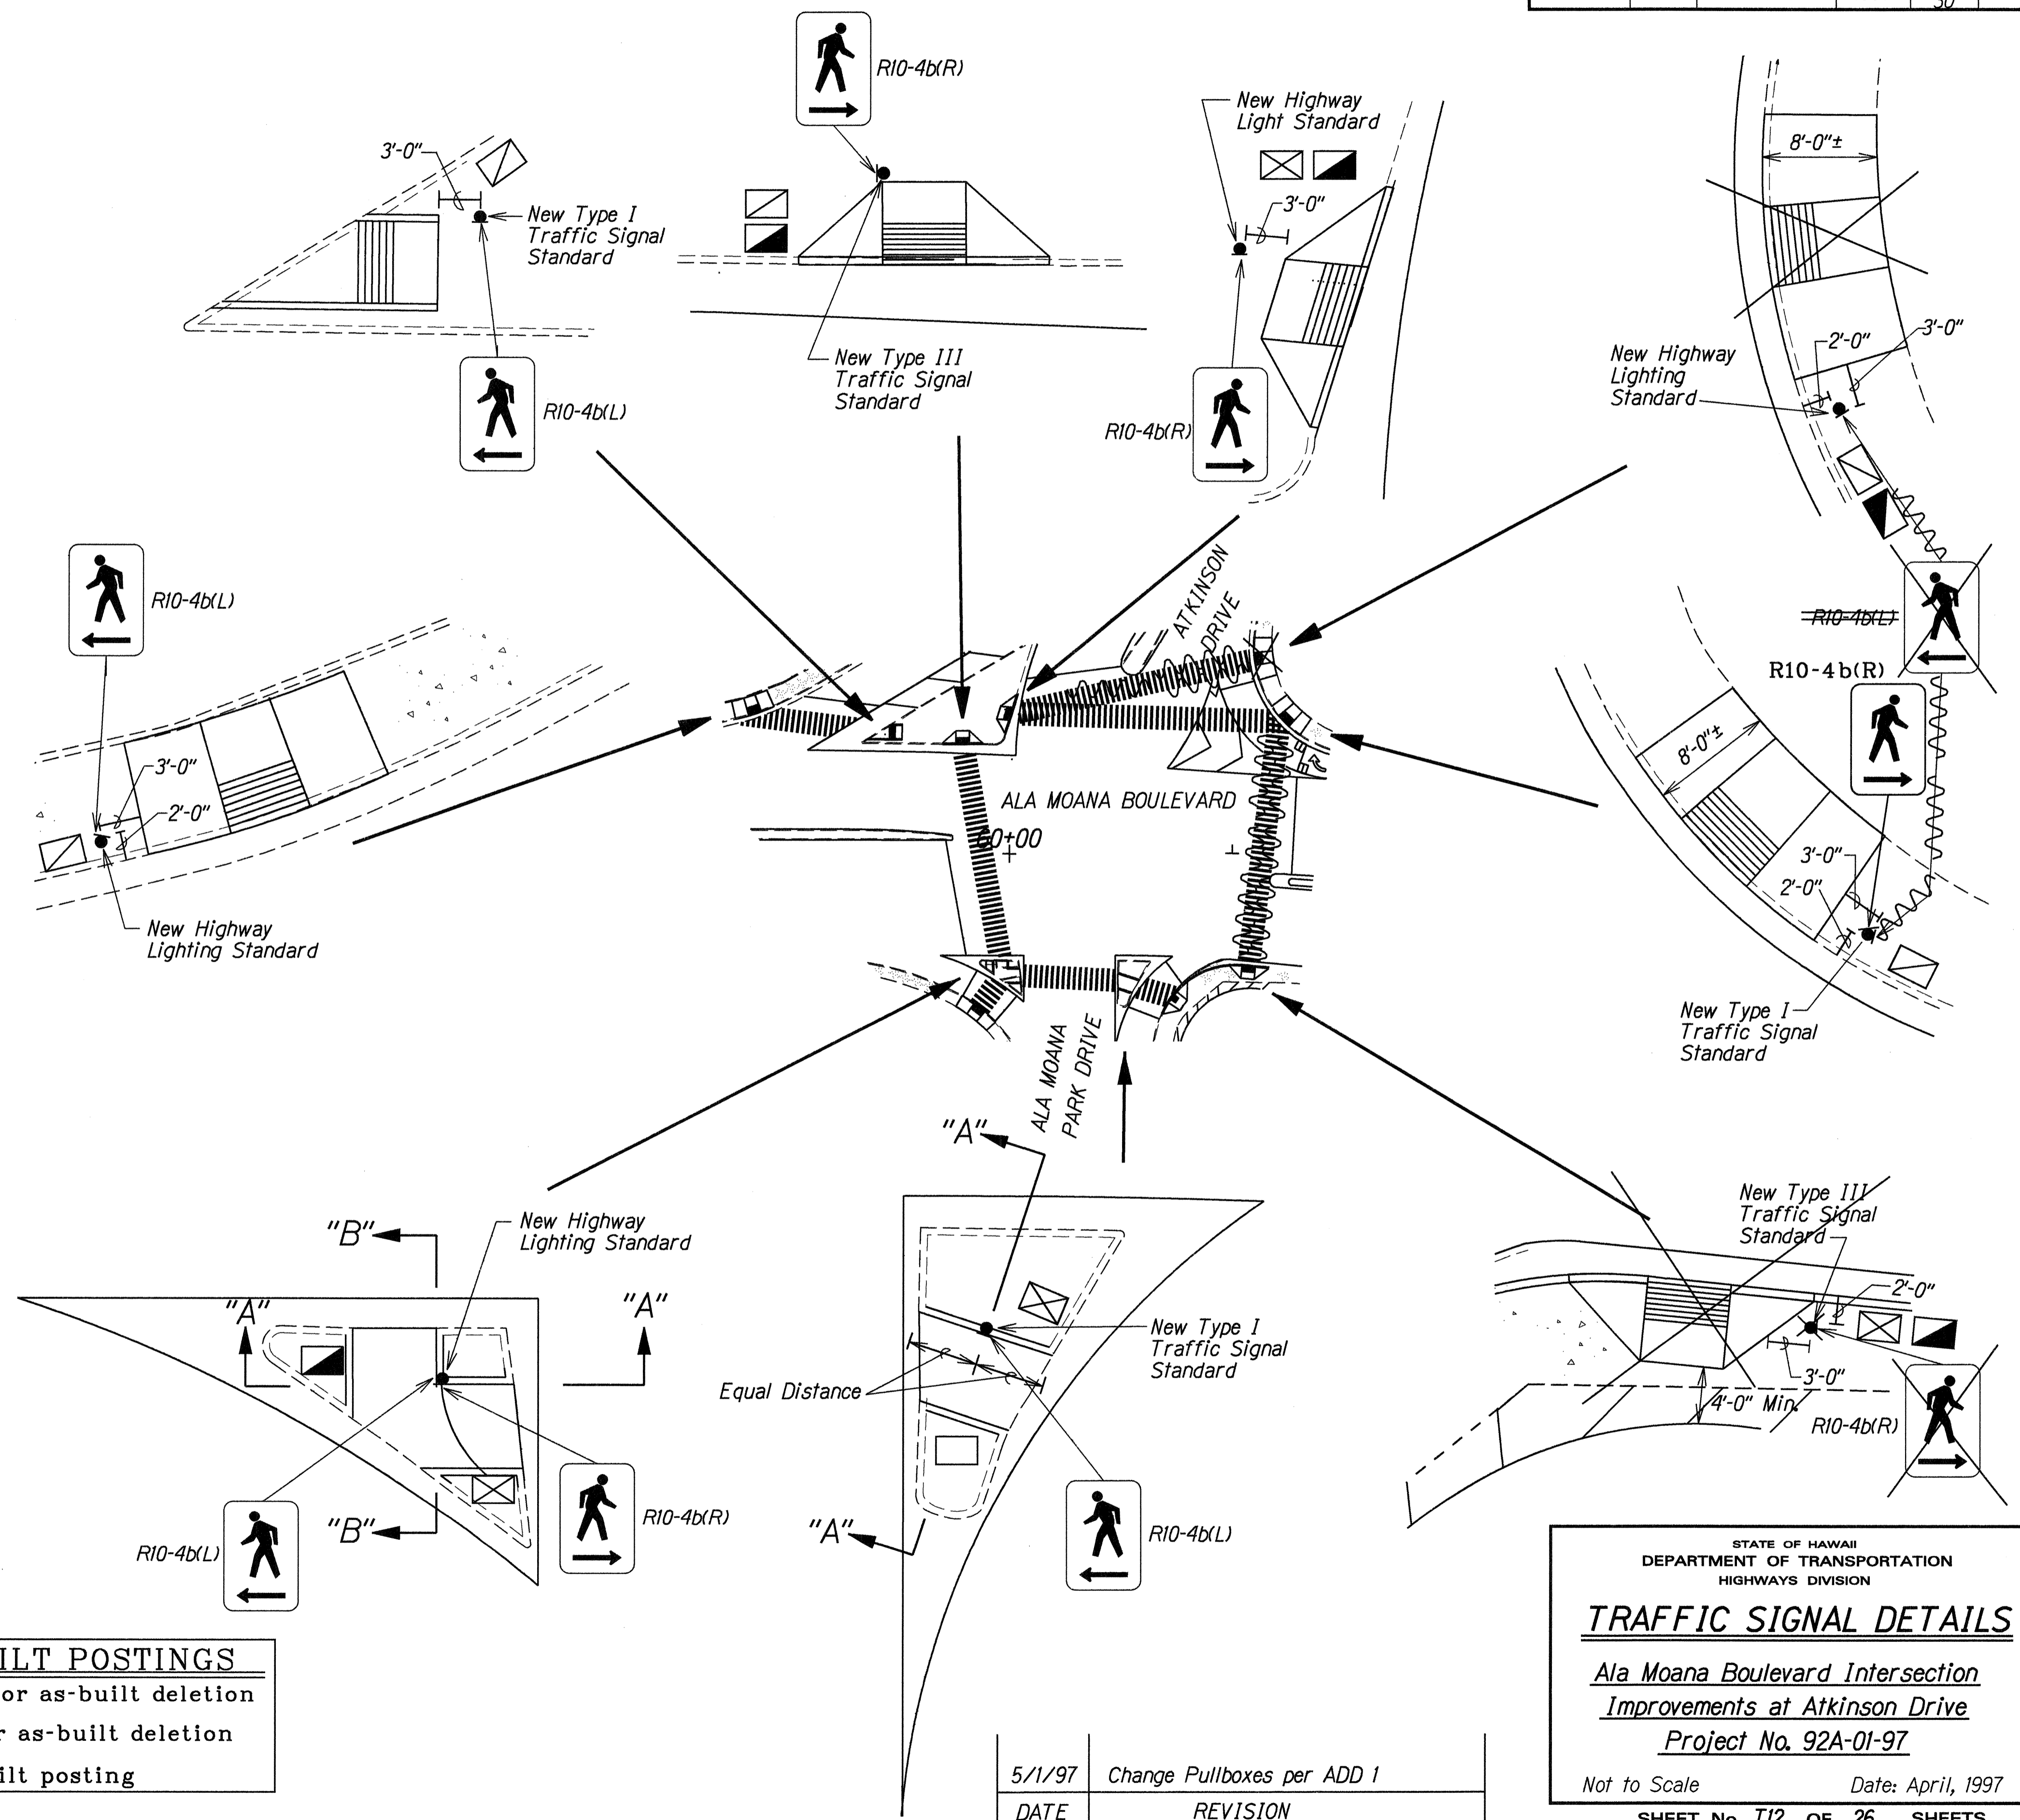 30
R10-4b(R)
3'-0"
New Type I
Traffic Signal
Standard
R10-4b(L)
New Type III
Traffic Signal
Standard
New Highway
Light Standard
3'-0"
R10-4b(R)
8'-0"±
3'-0"
2'-0"
New Highway
Lighting
Standard
R10-4b(L)
R10-4b(R)
R10-4b(L)
3'-0"
2'-0"
New Highway
Lighting Standard
ATKINSON
DRIVE
ALA MOANA BOULEVARD
60+00
ALA MOANA
PARK DRIVE
8'-0"±
3'-0"
2'-0"
New Type I
Traffic Signal
Standard
"B"
New Highway
Lighting Standard
"A"
"A"
"B"
R10-4b(L)
R10-4b(R)
"A"
New Type I
Traffic Signal
Standard
Equal Distance
"A"
R10-4b(L)
New Type III
Traffic Signal
Standard
2'-0"
3'-0"
4'-0" Min.
R10-4b(R)
ILT POSTINGS
or as-built deletion
r as-built deletion
ilt posting
5/1/97 Change Pullboxes per ADD 1
DATE REVISION
STATE OF HAWAII
DEPARTMENT OF TRANSPORTATION
HIGHWAYS DIVISION
TRAFFIC SIGNAL DETAILS
Ala Moana Boulevard Intersection
Improvements at Atkinson Drive
Project No. 92A-01-97
Not to Scale Date: April, 1997
SHEET No. T12 OF 26 SHEETS